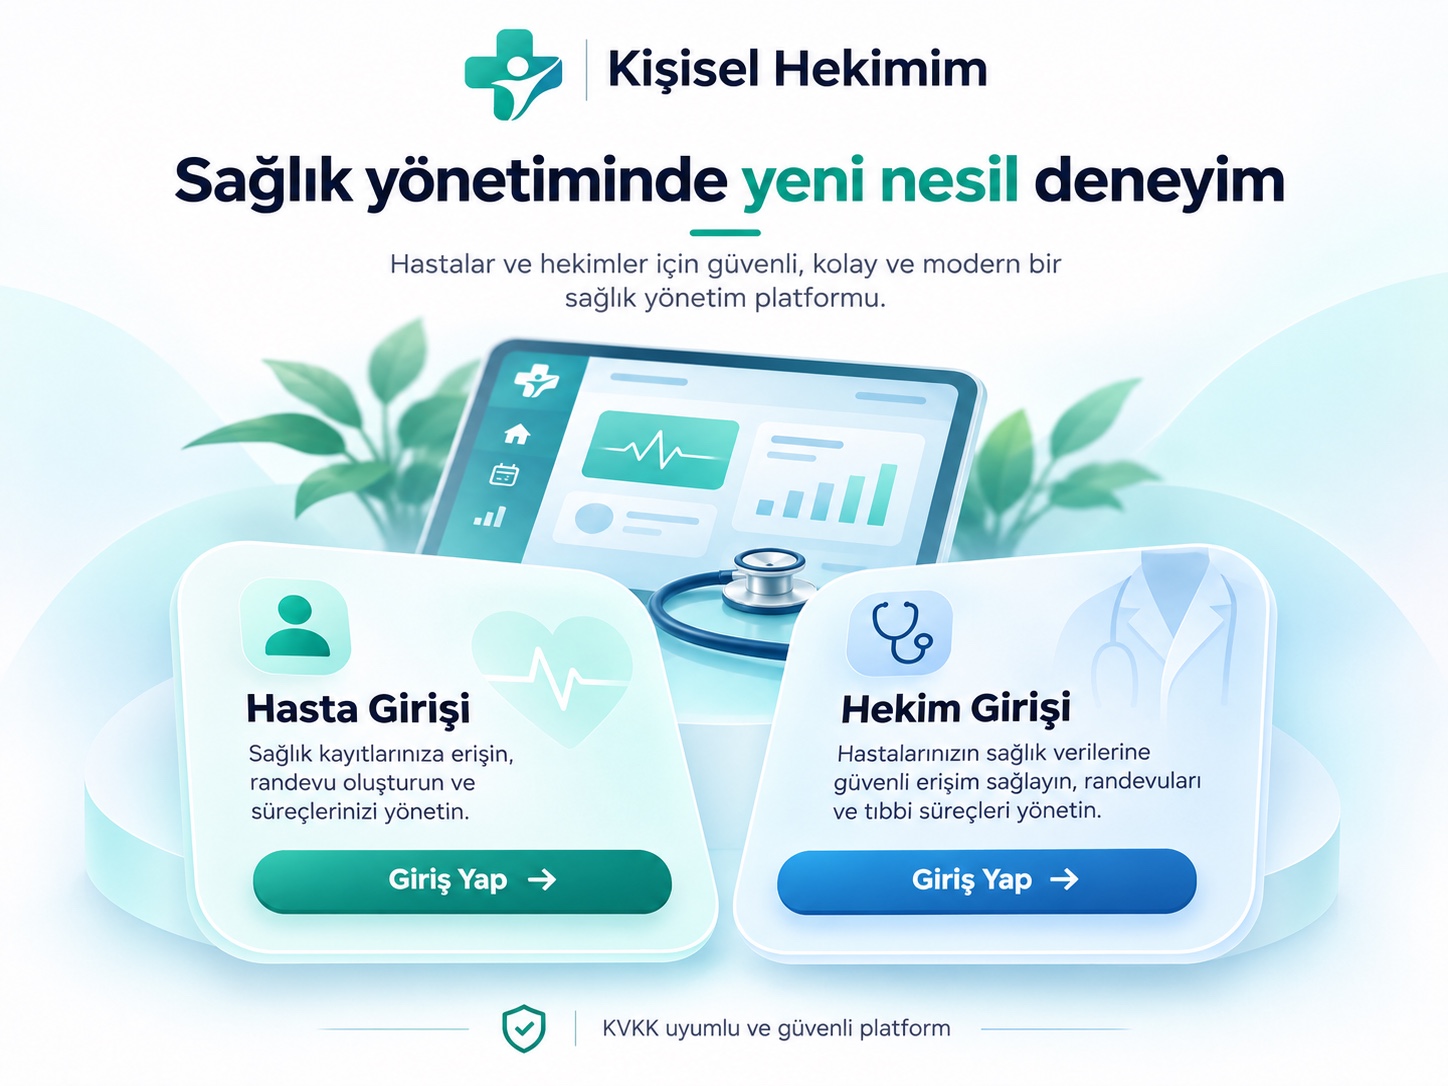 Kişisel Hekimim
Sağlık yönetiminde yeni nesil deneyim
Hastalar ve hekimler için güvenli, kolay ve modern bir
sağlık yönetim platformu.
Hasta Girişi
Sağlık kayıtlarınıza erişin,
randevu oluşturun ve
süreçlerinizi yönetin.
Giriş Yap
Hekim Girişi
Hastalarınızın sağlık verilerine
güvenli erişim sağlayın, randevuları
ve tıbbi süreçleri yönetin.
Giriş Yap
KVKK uyumlu ve güvenli platform